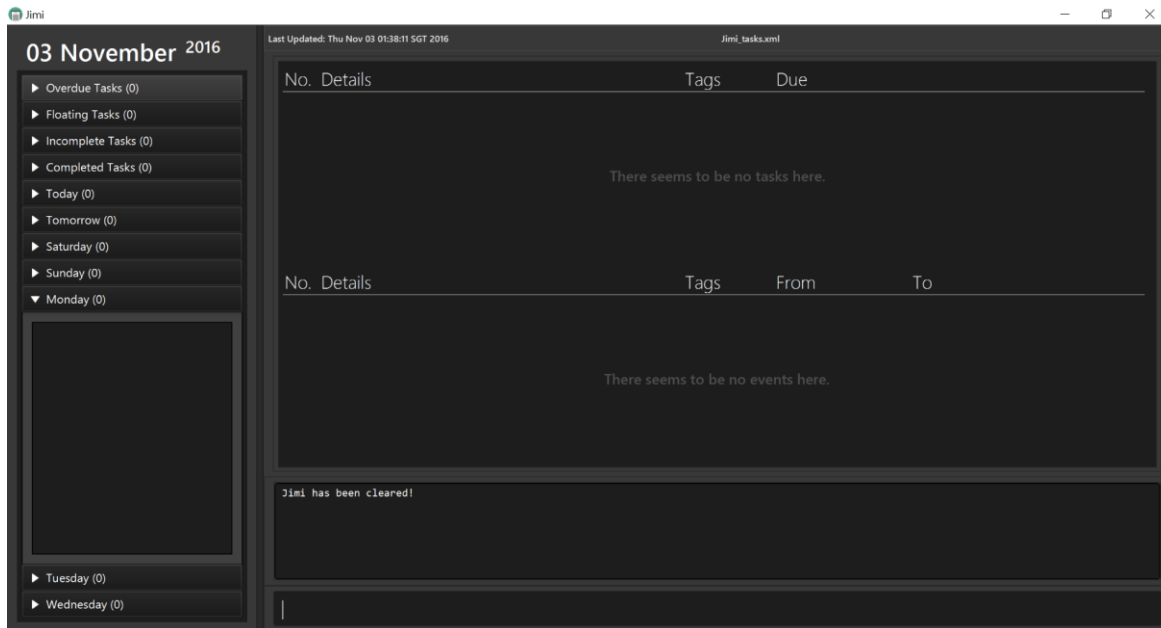 Jimi
03 November 2016
Overdue Tasks (0)
Floating Tasks (0)
Incomplete Tasks (0)
Completed Tasks (0)
Today (0)
Tomorrow (0)
Saturday (0)
Sunday (0)
Monday (0)
Tuesday (0)
Wednesday (0)
Last Updated: Thu Nov 03 01:38:11 SGT 2016 Jimi_tasks.xml
No. Details Tags Due
There seems to be no tasks here.
No. Details Tags From To
There seems to be no events here.
Jimi has been cleared!